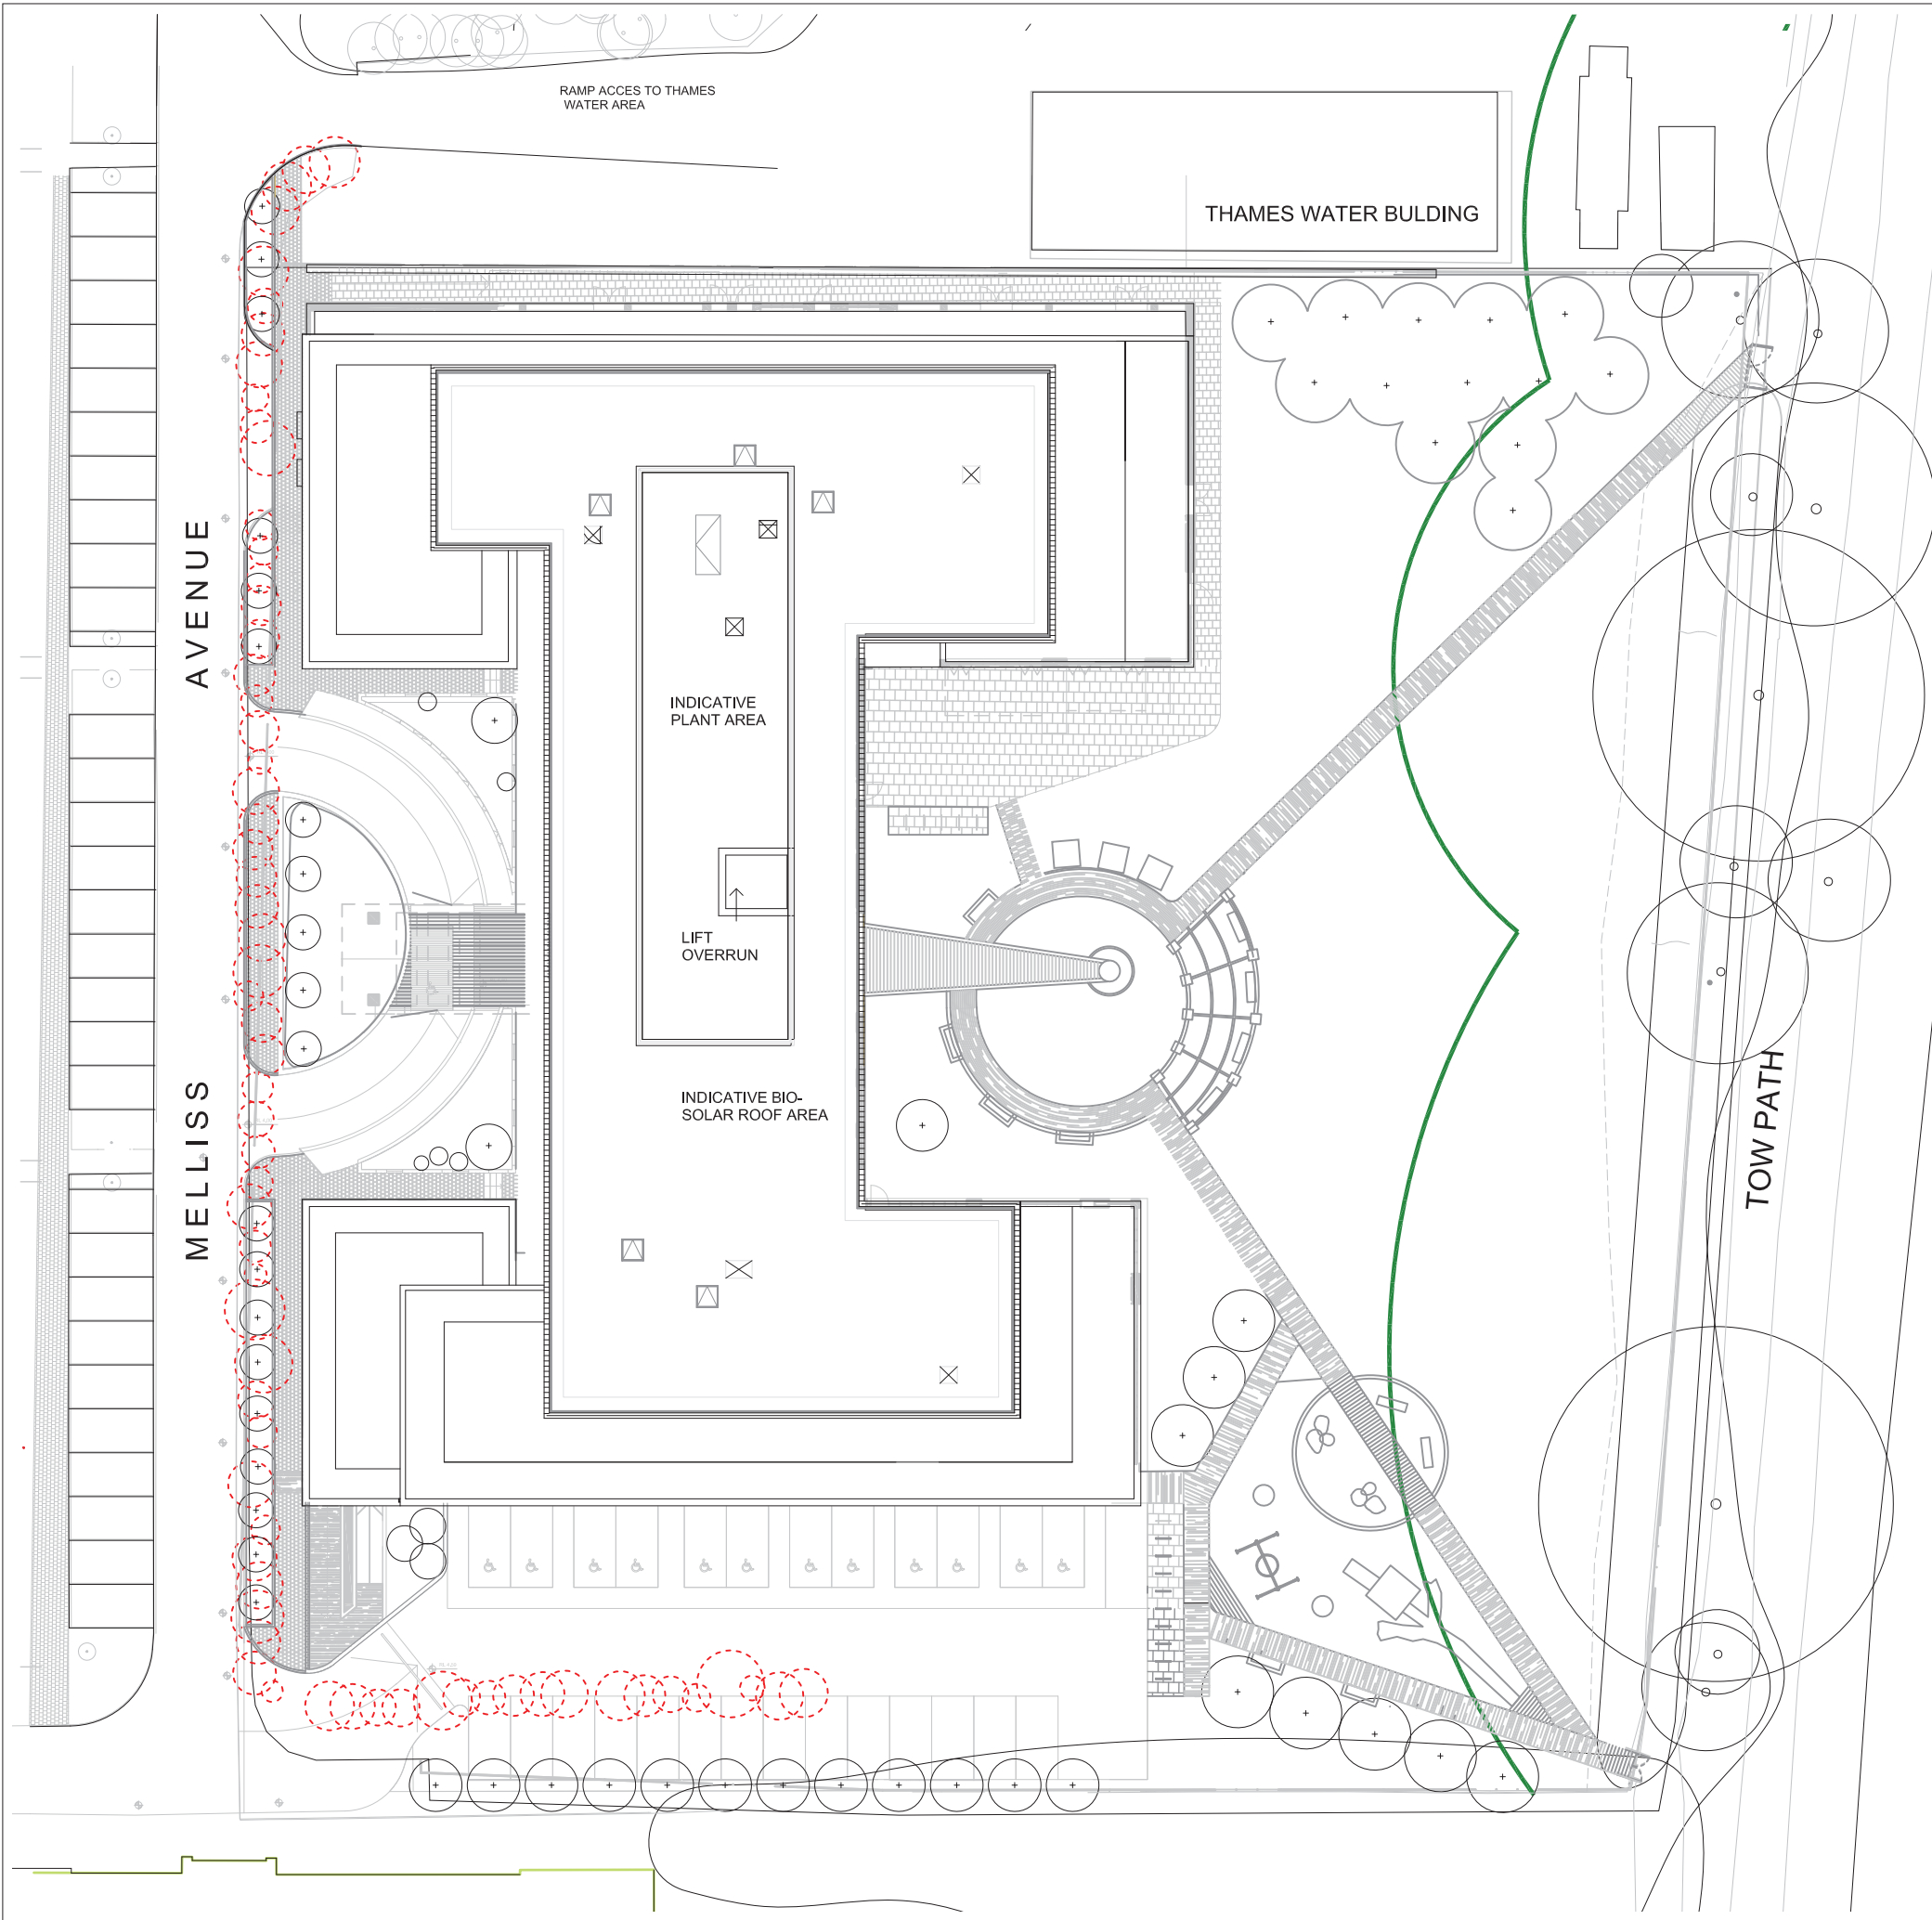 RAMP ACCES TO THAMES
WATER AREA
THAMES WATER BULDING
MELLISS AVENUE
INDICATIVE
PLANT AREA
LIFT
OVERRUN
INDICATIVE BIO-
SOLAR ROOF AREA
TOW PATH